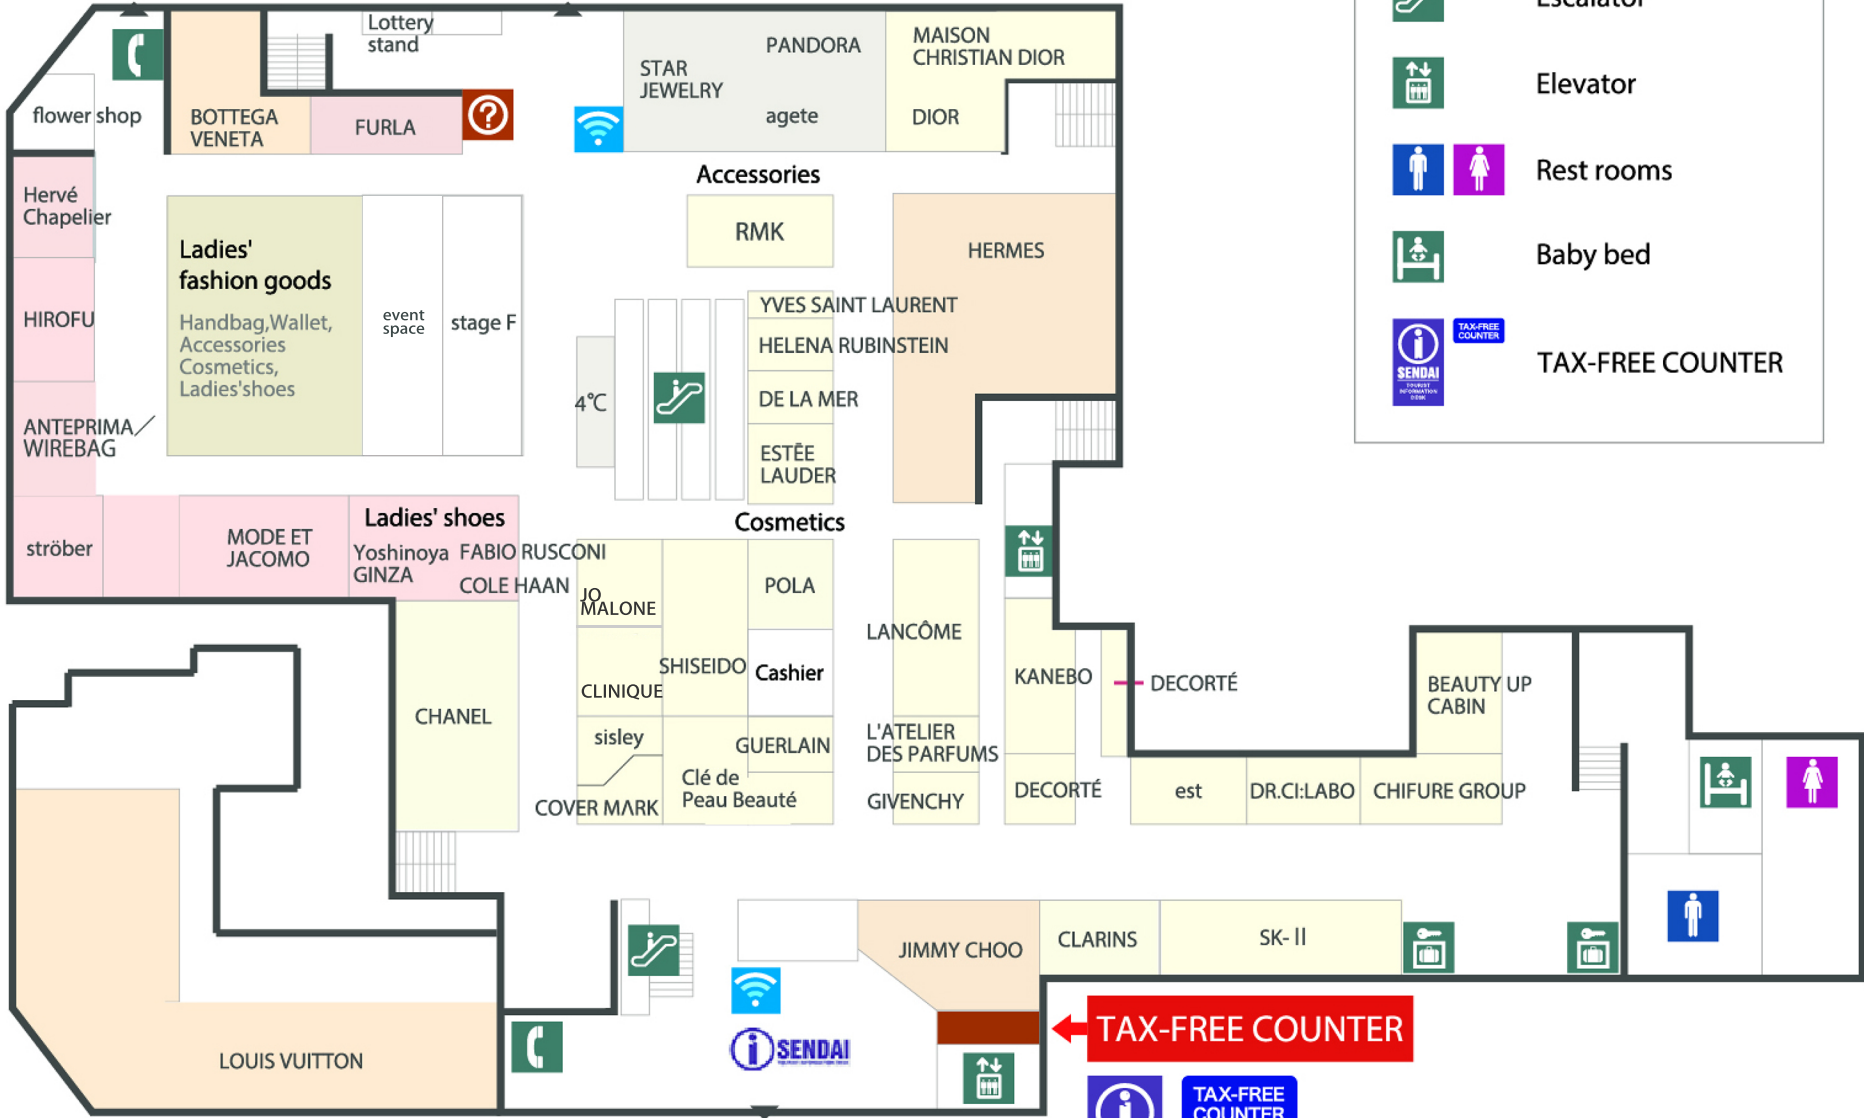 Escalator
Elevator
Rest rooms
Baby bed
SENDAI
TOURIST
INFORMATION
DESK
TAX-FREE
COUNTER
TAX-FREE COUNTER
Lottery
stand
flower shop
BOTTEGA
VENETA
FURLA
?
STAR
JEWELRY
PANDORA
agete
MAISON
CHRISTIAN DIOR
DIOR
Accessories
Hervé
Chapelier
HIROFU
ANTEPRIMA／
WIREBAG
ströber
Ladies'
fashion goods
Handbag,Wallet,
Accessories
Cosmetics,
Ladies'shoes
event
space
stage F
RMK
HERMES
4℃
YVES SAINT LAURENT
HELENA RUBINSTEIN
DE LA MER
ESTĒE
LAUDER
Cosmetics
MODE ET
JACOMO
Ladies' shoes
Yoshinoya
GINZA
FABIO RUSCONI
COLE HAAN
CHANEL
JO
MALONE
CLINIQUE
SHISEIDO
POLA
Cashier
sisley
COVER MΛRK
GUERLAIN
Clé de
Peau Beauté
LANCÔME
L'ATELIER
DES PARFUMS
GIVENCHY
KANEBO
DECORTÉ
DECORTÉ
est
DR.CI:LABO
CHIFURE GROUP
BEAUTY UP
CABIN
LOUIS VUITTON
JIMMY CHOO
CLARINS
SK-II
SENDAI
TAX-FREE COUNTER
TAX-FREE
COUNTER